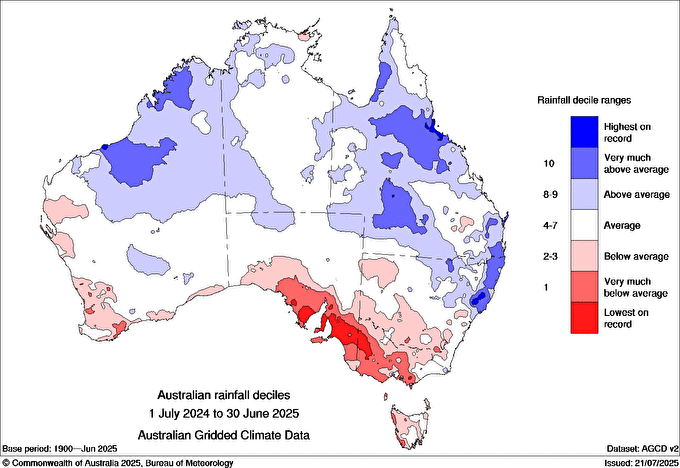 Rainfall decile ranges
Highest on
record
10
Very much
above average
8-9
Above average
4-7
Average
2-3
Below average
1
Very much
below average
Lowest on
record
Australian rainfall deciles
1 July 2024 to 30 June 2025
Australian Gridded Climate Data
Base period: 1900—Jun 2025
Dataset: AGCD v2
© Commonwealth of Australia 2025, Bureau of Meteorology
Issued: 21/07/2025